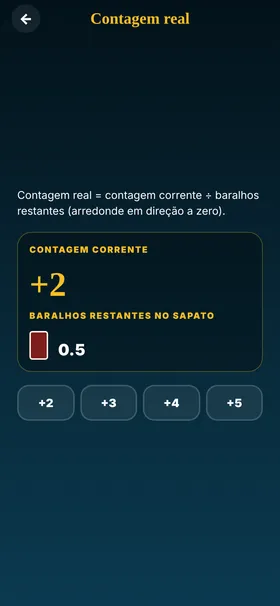 Contagem real
Contagem real = contagem corrente ÷ baralhos
restantes (arredonde em direção a zero).
CONTAGEM CORRENTE
+2
BARALHOS RESTANTES NO SAPATO
0.5
+2
+3
+4
+5